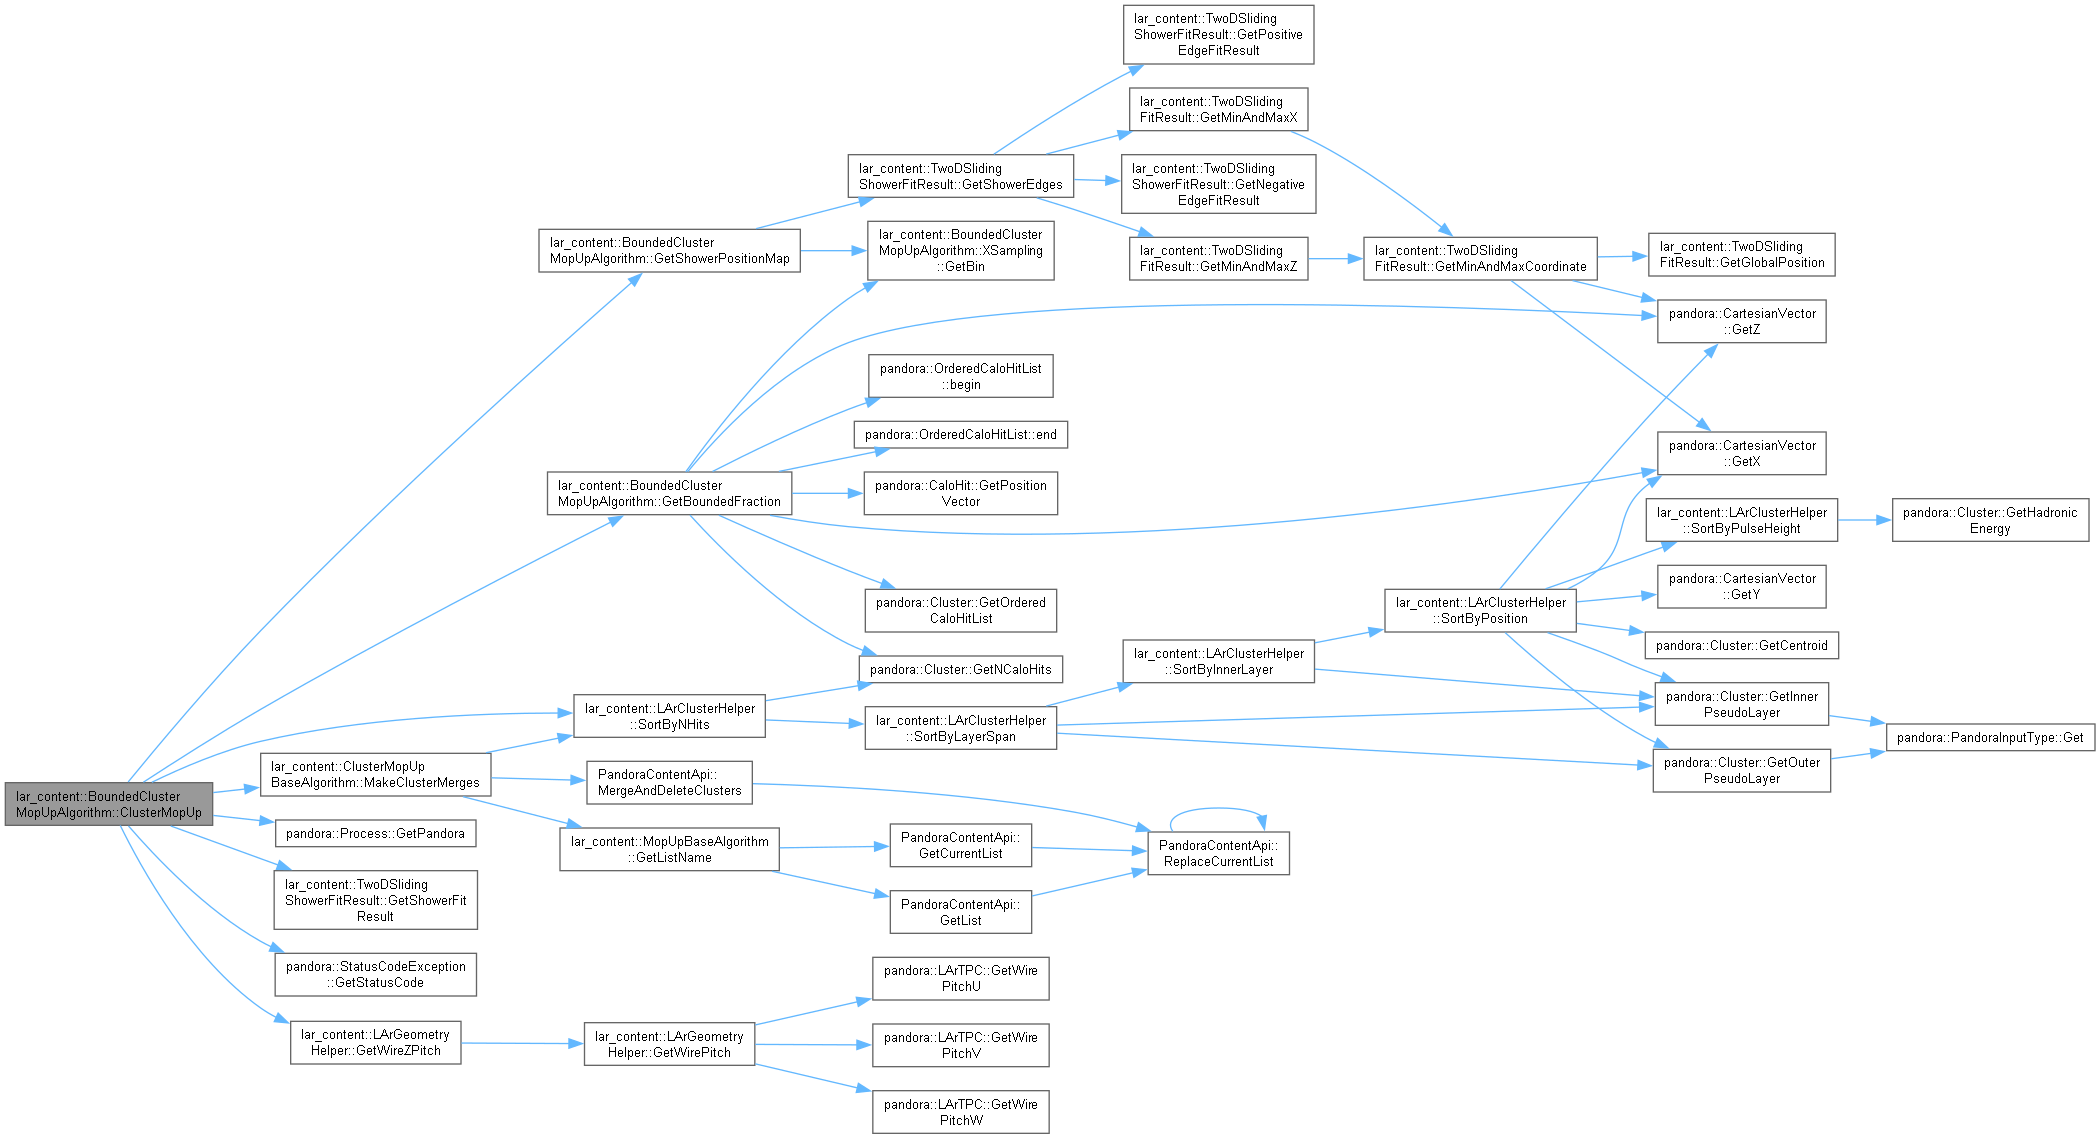 lar_content::TwoDSliding
ShowerFitResult::GetPositive
EdgeFitResult
lar_content::TwoDSliding
FitResult::GetMinAndMaxX
lar_content::TwoDSliding
ShowerFitResult::GetShowerEdges
lar_content::TwoDSliding
ShowerFitResult::GetNegative
EdgeFitResult
lar_content::BoundedCluster
MopUpAlgorithm::GetShowerPositionMap
lar_content::BoundedCluster
MopUpAlgorithm::XSampling
::GetBin
lar_content::TwoDSliding
FitResult::GetMinAndMaxZ
lar_content::TwoDSliding
FitResult::GetMinAndMaxCoordinate
lar_content::TwoDSliding
FitResult::GetGlobalPosition
pandora::CartesianVector
::GetZ
pandora::OrderedCaloHitList
::begin
pandora::OrderedCaloHitList::end
pandora::CartesianVector
::GetX
lar_content::BoundedCluster
MopUpAlgorithm::GetBoundedFraction
pandora::CaloHit::GetPosition
Vector
lar_content::LArClusterHelper
::SortByPulseHeight
pandora::Cluster::GetHadronic
Energy
pandora::CartesianVector
::GetY
pandora::Cluster::GetOrdered
CaloHitList
lar_content::LArClusterHelper
::SortByPosition
pandora::Cluster::GetCentroid
pandora::Cluster::GetNCaloHits
lar_content::LArClusterHelper
::SortByInnerLayer
pandora::Cluster::GetInner
PseudoLayer
lar_content::LArClusterHelper
::SortByNHits
lar_content::LArClusterHelper
::SortByLayerSpan
pandora::PandoraInputType::Get
pandora::Cluster::GetOuter
PseudoLayer
lar_content::ClusterMopUp
BaseAlgorithm::MakeClusterMerges
PandoraContentApi::
MergeAndDeleteClusters
lar_content::BoundedCluster
MopUpAlgorithm::ClusterMopUp
pandora::Process::GetPandora
lar_content::MopUpBaseAlgorithm
::GetListName
PandoraContentApi::
GetCurrentList
PandoraContentApi::
ReplaceCurrentList
lar_content::TwoDSliding
ShowerFitResult::GetShowerFit
Result
PandoraContentApi::
GetList
pandora::StatusCodeException
::GetStatusCode
pandora::LArTPC::GetWire
PitchU
lar_content::LArGeometry
Helper::GetWireZPitch
lar_content::LArGeometry
Helper::GetWirePitch
pandora::LArTPC::GetWire
PitchV
pandora::LArTPC::GetWire
PitchW